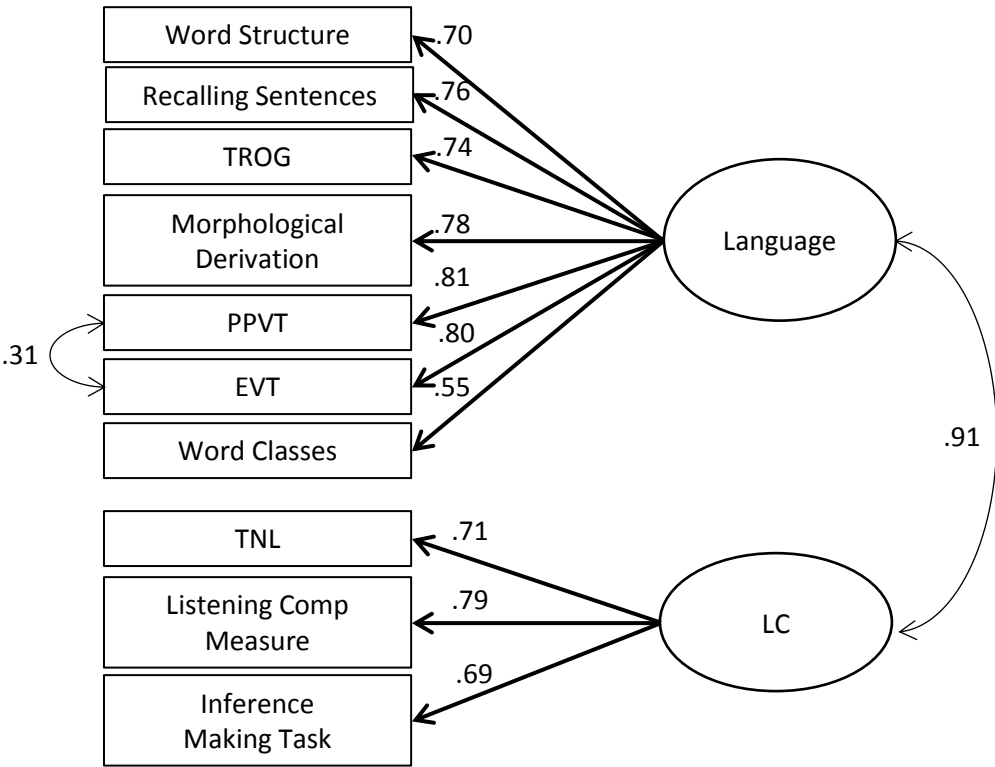 Word Structure
.70
Recalling Sentences
.76
TROG
.74
Morphological
Derivation
.78
Language
PPVT
.81
.31
EVT
.80
Word Classes
.55
.91
TNL
.71
Listening Comp
Measure
.79
LC
Inference
Making Task
.69